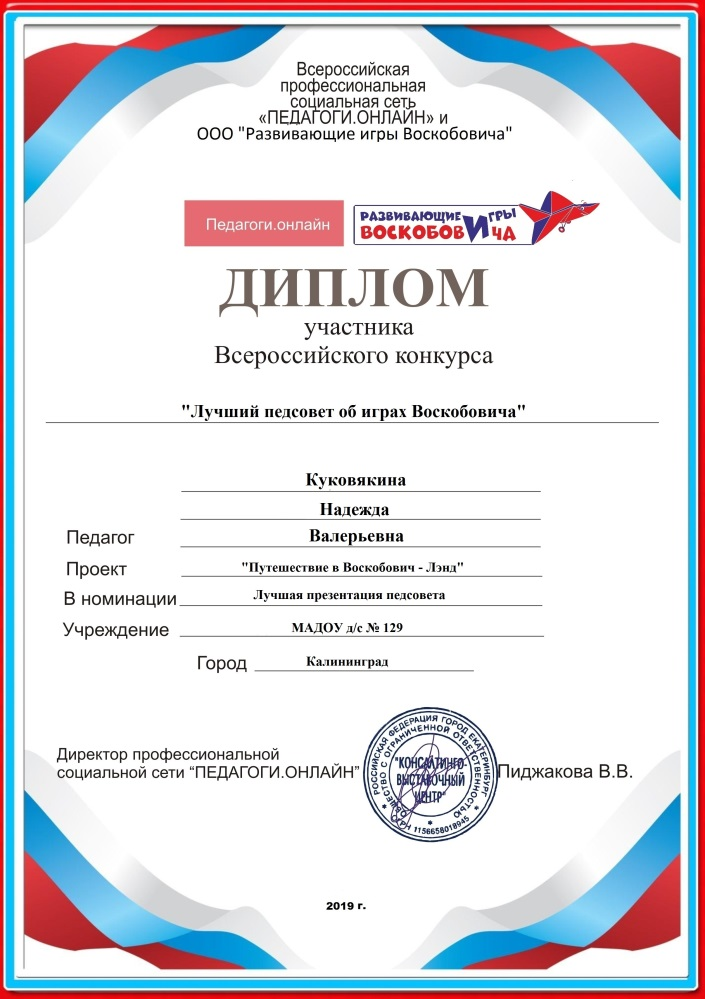 Всероссийская
профессиональная
социальная сеть
«ПЕДАГОГИ.ОНЛАЙН» и
ООО "Развивающие игры Воскобовича"
Педагоги.онлайн
РАЗВИВАЮЩИЕ ИГРЫ
ВОСКОБОВИЧА
ДИПЛОМ
участника
Всероссийского конкурса
"Лучший педсовет об играх Воскобовича"
Куковякина
Надежда
Педагог Валерьевна
Проект "Путешествие в Воскобович - Лэнд"
В номинации Лучшая презентация педсовета
Учреждение МАДОУ д/с № 129
Город Калининград
Директор профессиональной
социальной сети “ПЕДАГОГИ.ОНЛАЙН” Пиджакова В.В.
РОССИЙСКАЯ ФЕДЕРАЦИЯ ГОРОД ЕКАТЕРИНБУРГ
ОБЩЕСТВО С ОГРАНИЧЕННОЙ ОТВЕТСТВЕННОСТЬЮ
"КОНСАЛТИНГО-
ВЫСТАВОЧНЫЙ
ЦЕНТР"
ОГРН 1156658018945
2019 г.